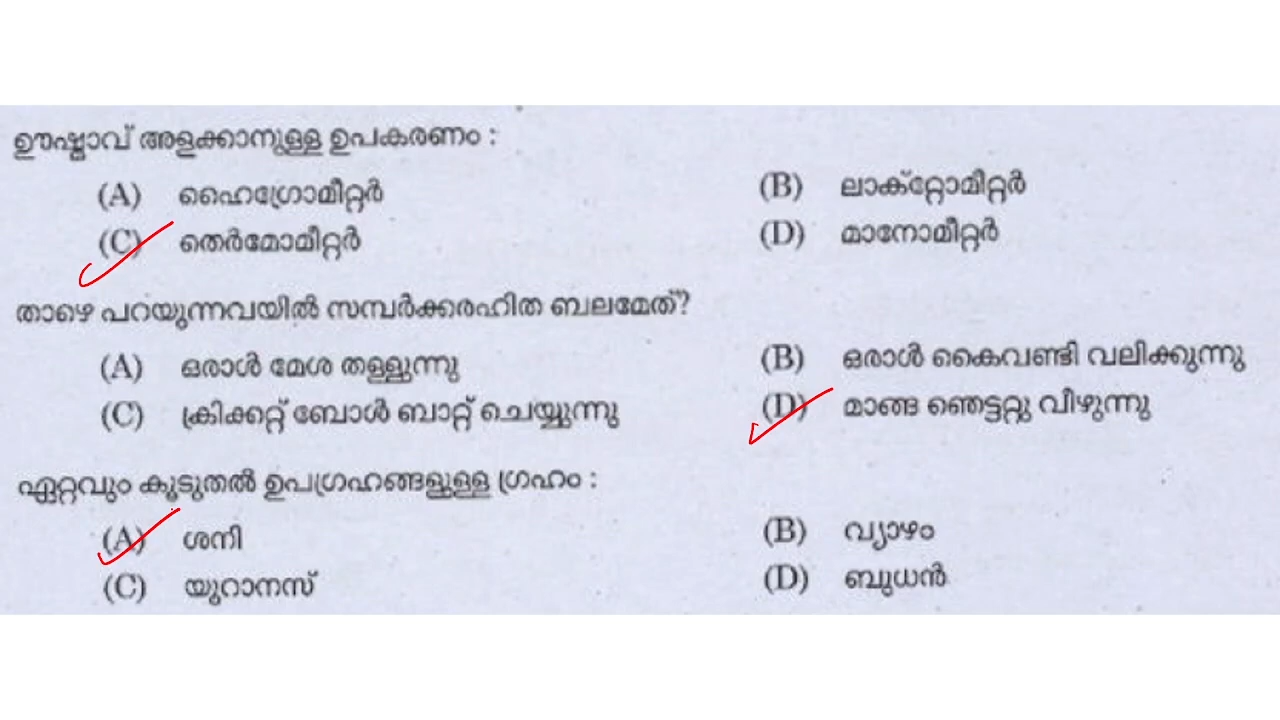 ഊഷ്മാവ് അളക്കാനുള്ള ഉപകരണം :
(A) ഹൈഗ്രോമീറ്റർ (B) ലാക്റ്റോമീറ്റർ
(C) തെർമോമീറ്റർ (D) മാനോമീറ്റർ
താഴെ പറയുന്നവയിൽ സമ്പർക്കരഹിത ബലമേത്?
(A) ഒരാൾ മേശ തള്ളുന്നു (B) ഒരാൾ കൈവണ്ടി വലിക്കുന്നു
(C) ക്രിക്കറ്റ് ബോൾ ബാറ്റ് ചെയ്യുന്നു (D) മാങ്ങ ഞെട്ടറ്റു വീഴുന്നു
ഏറ്റവും കൂടുതൽ ഉപഗ്രഹങ്ങളുള്ള ഗ്രഹം :
(A) ശനി (B) വ്യാഴം
(C) യുറാനസ് (D) ബുധൻ